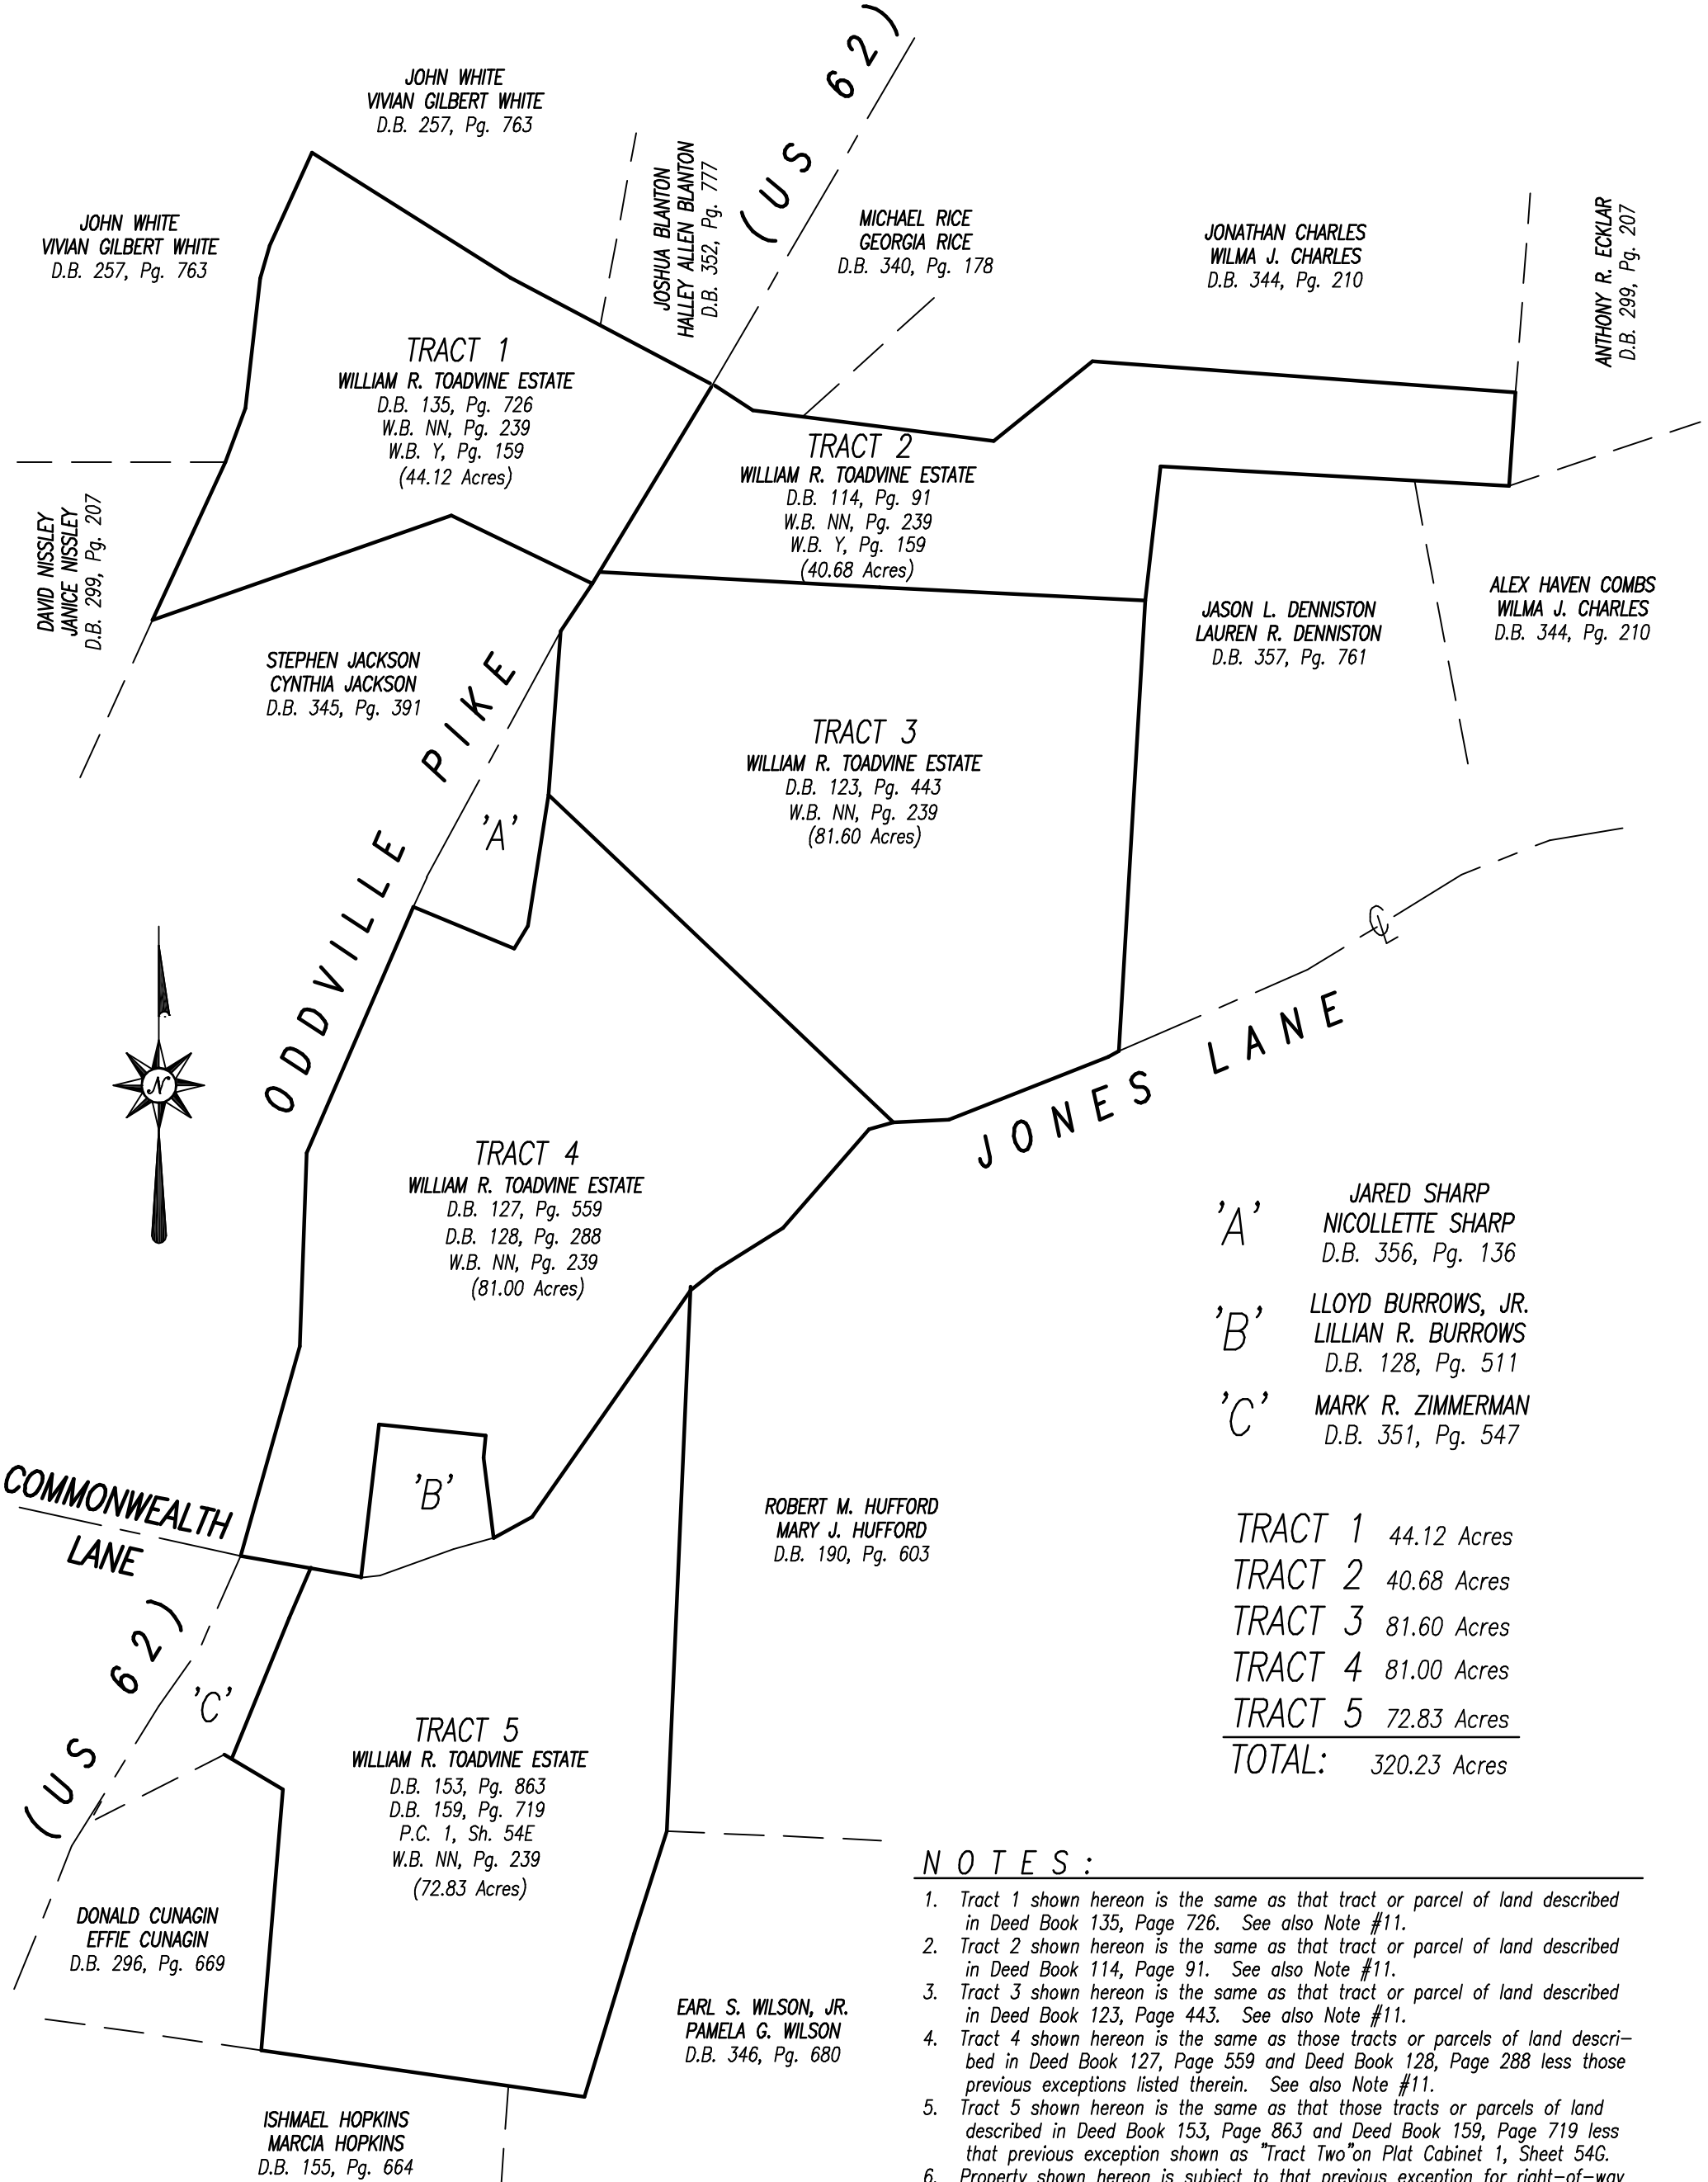 JOHN WHITE
VIVIAN GILBERT WHITE
D.B. 257, Pg. 763
(US 62)
JOSHUA BLANTON
HALLEY ALLEN BLANTON
D.B. 352, Pg. 777
JOHN WHITE
VIVIAN GILBERT WHITE
D.B. 257, Pg. 763
MICHAEL RICE
GEORGIA RICE
D.B. 340, Pg. 178
JONATHAN CHARLES
WILMA J. CHARLES
D.B. 344, Pg. 210
ANTHONY R. ECKLAR
D.B. 299, Pg. 207
TRACT 1
WILLIAM R. TOADVINE ESTATE
D.B. 135, Pg. 726
W.B. NN, Pg. 239
W.B. Y, Pg. 159
(44.12 Acres)
TRACT 2
WILLIAM R. TOADVINE ESTATE
D.B. 114, Pg. 91
W.B. NN, Pg. 239
W.B. Y, Pg. 159
(40.68 Acres)
DAVID NISSLEY
JANICE NISSLEY
D.B. 299, Pg. 207
STEPHEN JACKSON
CYNTHIA JACKSON
D.B. 345, Pg. 391
JASON L. DENNISTON
LAUREN R. DENNISTON
D.B. 357, Pg. 761
ALEX HAVEN COMBS
WILMA J. CHARLES
D.B. 344, Pg. 210
ODDVILLE PIKE
'A'
TRACT 3
WILLIAM R. TOADVINE ESTATE
D.B. 123, Pg. 443
W.B. NN, Pg. 239
(81.60 Acres)
CL
N
JONES LANE
TRACT 4
WILLIAM R. TOADVINE ESTATE
D.B. 127, Pg. 559
D.B. 128, Pg. 288
W.B. NN, Pg. 239
(81.00 Acres)
'A'
JARED SHARP
NICOLLETTE SHARP
D.B. 356, Pg. 136
'B'
LLOYD BURROWS, JR.
LILLIAN R. BURROWS
D.B. 128, Pg. 511
'C'
MARK R. ZIMMERMAN
D.B. 351, Pg. 547
'B'
COMMONWEALTH
LANE
ROBERT M. HUFFORD
MARY J. HUFFORD
D.B. 190, Pg. 603
TRACT 1 44.12 Acres
TRACT 2 40.68 Acres
TRACT 3 81.60 Acres
TRACT 4 81.00 Acres
TRACT 5 72.83 Acres
TOTAL: 320.23 Acres
(US 62)
'C'
TRACT 5
WILLIAM R. TOADVINE ESTATE
D.B. 153, Pg. 863
D.B. 159, Pg. 719
P.C. 1, Sh. 54E
W.B. NN, Pg. 239
(72.83 Acres)
DONALD CUNAGIN
EFFIE CUNAGIN
D.B. 296, Pg. 669
EARL S. WILSON, JR.
PAMELA G. WILSON
D.B. 346, Pg. 680
ISHMAEL HOPKINS
MARCIA HOPKINS
D.B. 155, Pg. 664
NOTES:
1. Tract 1 shown hereon is the same as that tract or parcel of land described
in Deed Book 135, Page 726. See also Note #11.
2. Tract 2 shown hereon is the same as that tract or parcel of land described
in Deed Book 114, Page 91. See also Note #11.
3. Tract 3 shown hereon is the same as that tract or parcel of land described
in Deed Book 123, Page 443. See also Note #11.
4. Tract 4 shown hereon is the same as those tracts or parcels of land descri-
bed in Deed Book 127, Page 559 and Deed Book 128, Page 288 less those
previous exceptions listed therein. See also Note #11.
5. Tract 5 shown hereon is the same as that those tracts or parcels of land
described in Deed Book 153, Page 863 and Deed Book 159, Page 719 less
that previous exception shown as "Tract Two"on Plat Cabinet 1, Sheet 54G.
6. Property shown hereon is subject to that previous exception for right-of-way